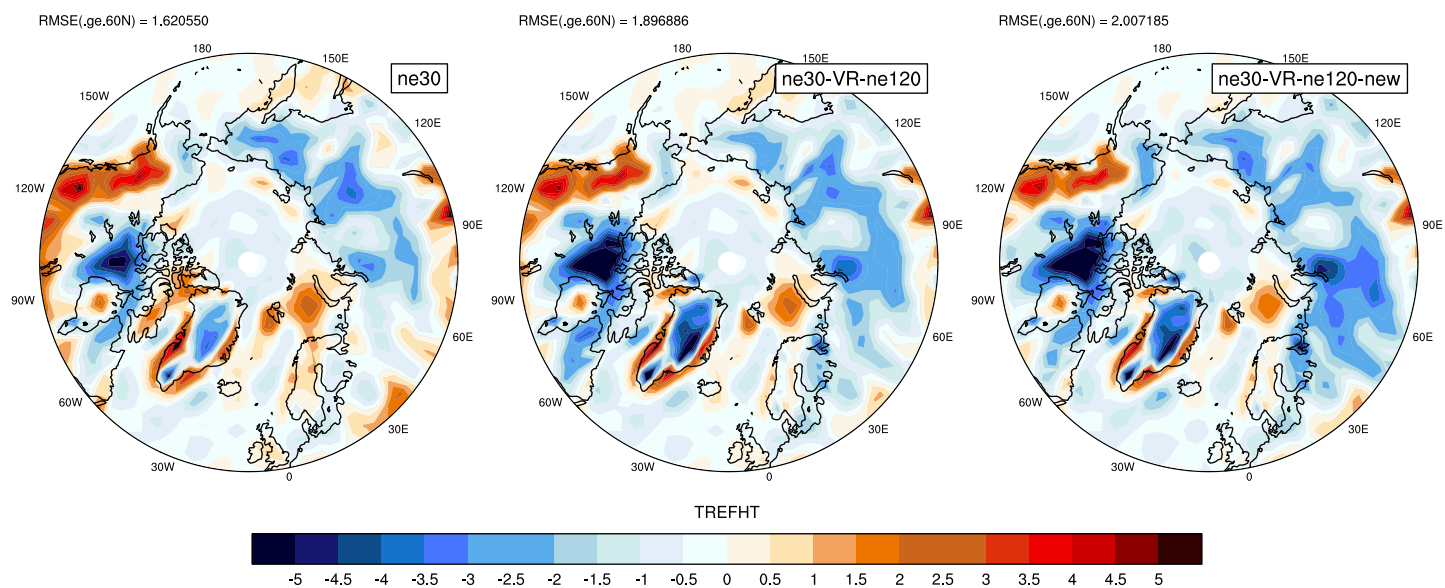 RMSE(.ge.60N) = 1.620550
RMSE(.ge.60N) = 1.896886
RMSE(.ge.60N) = 2.007185
ne30
ne30-VR-ne120
ne30-VR-ne120-new
180
150E
120E
90E
60E
30E
0
30W
60W
90W
120W
150W
180
150E
120E
90E
60E
30E
0
30W
60W
90W
120W
150W
180
150E
120E
90E
60E
30E
0
30W
60W
90W
120W
150W
TREFHT
-5 -4.5 -4 -3.5 -3 -2.5 -2 -1.5 -1 -0.5 0 0.5 1 1.5 2 2.5 3 3.5 4 4.5 5